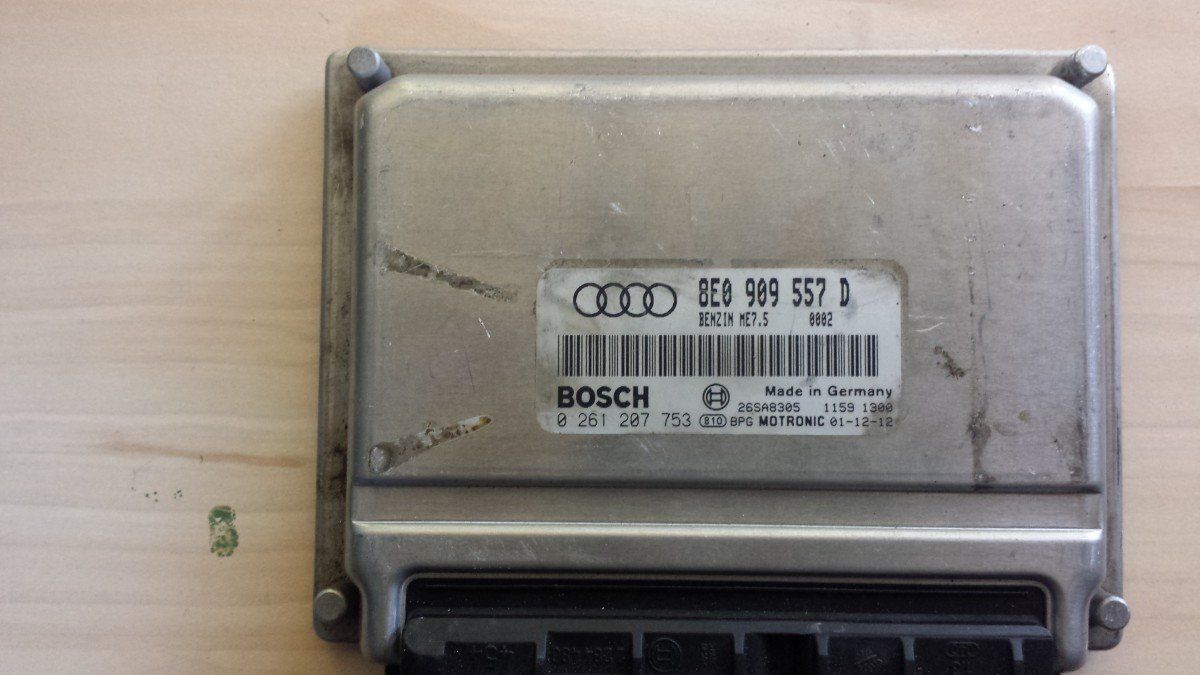 8E0 909 557 D
BENZIN ME7.5 0002
BOSCH
Made in Germany
26SA8305 1159 1300
0 261 207 753 810 BPG MOTRONIC 01-12-12